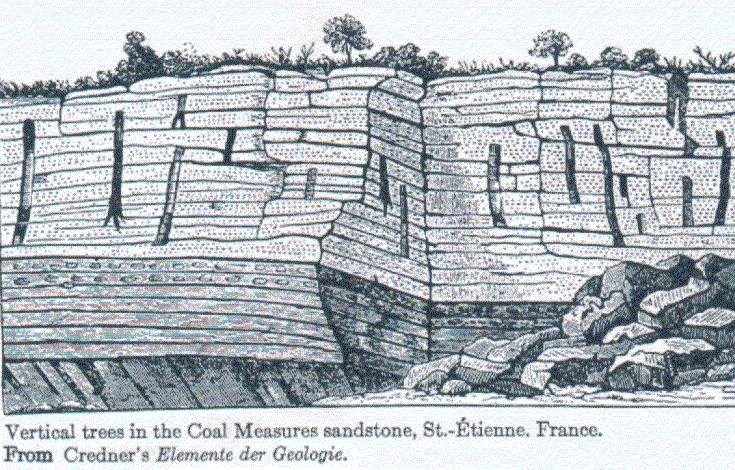 Vertical trees in the Coal Measures sandstone, St.-Étienne. France.
From Credner's Elemente der Geologie.